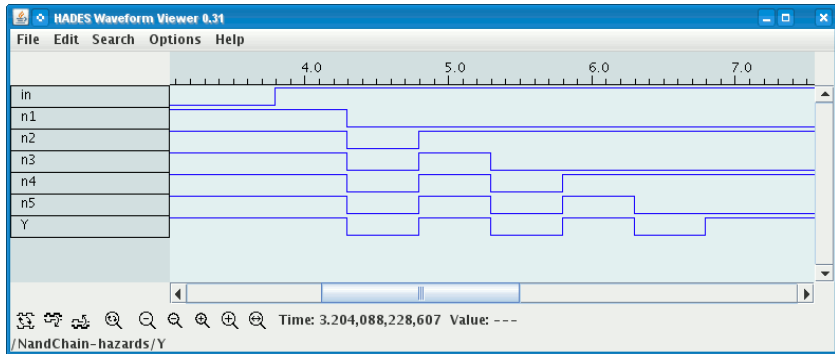 HADES Waveform Viewer 0.31
File Edit Search Options Help
4.0 5.0 6.0 7.0
in
n1
n2
n3
n4
n5
Y
Time: 3.204,088,228,607 Value: ---
/NandChain-hazards/Y